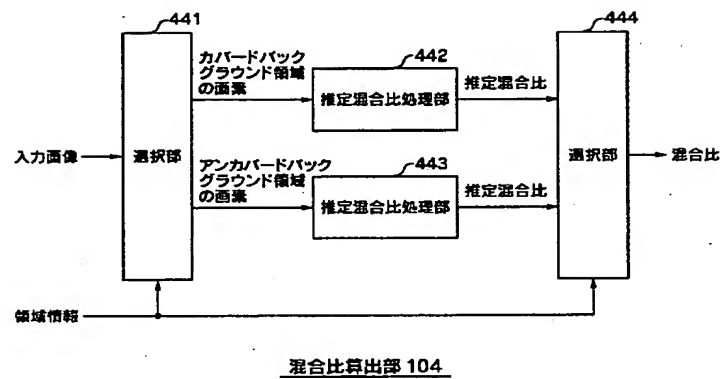 441
444
カバードバック
グラウンド領域
の画素
442
推定混合比処理部
推定混合比
入力画像
選択部
アンカバードバック
グラウンド領域
の画素
443
推定混合比処理部
推定混合比
選択部
混合比
領域情報
混合比算出部 104